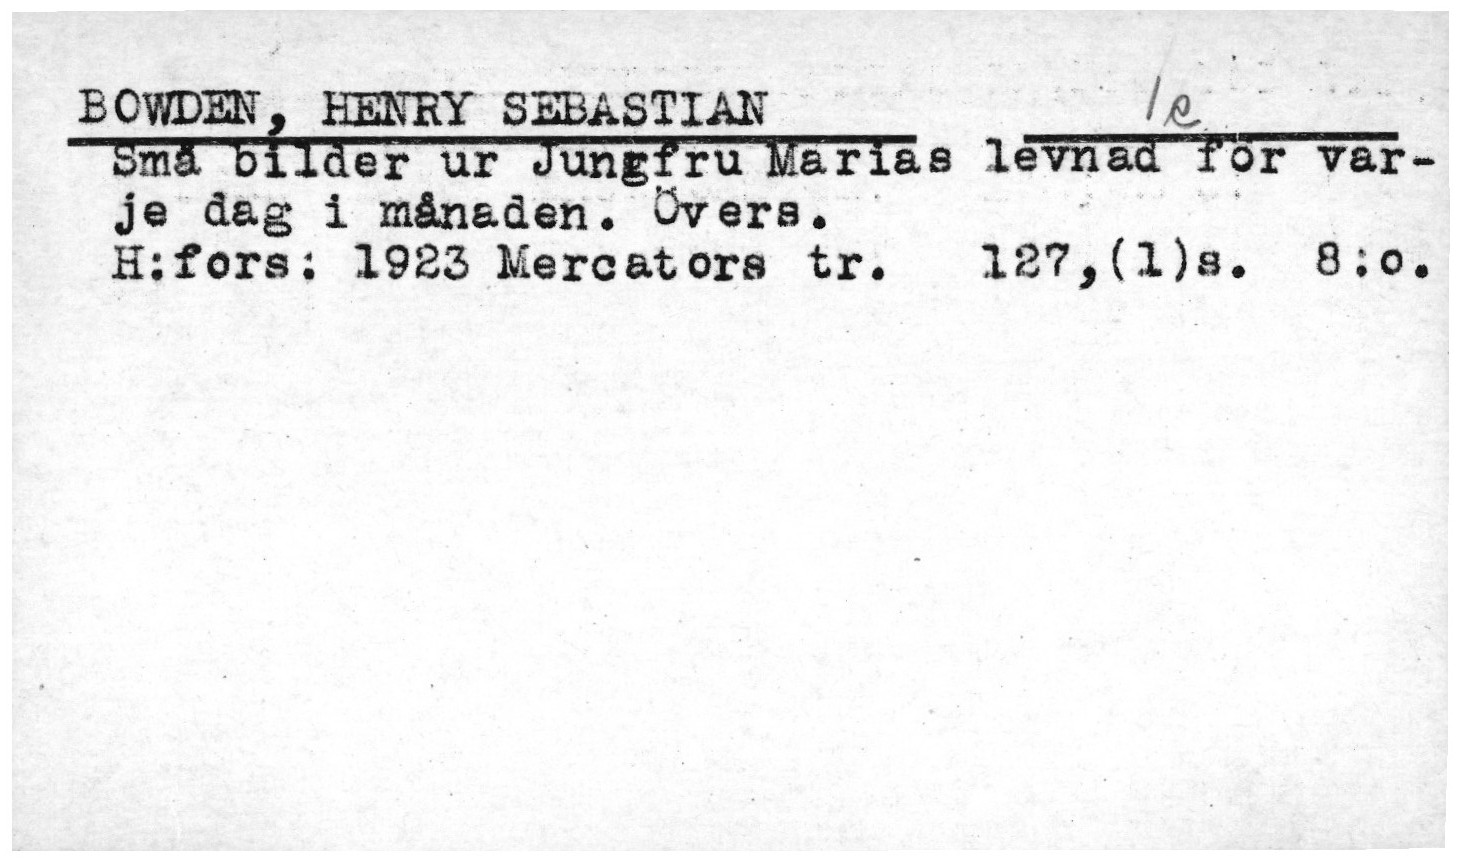 BOWDEN, HENRY SEBASTIAN
Små bilder ur Jungfru Marias levnad för var-
je dag i månaden. Övers.
H:fors: 1923 Mercators tr. 127,(1)s. 8:o.